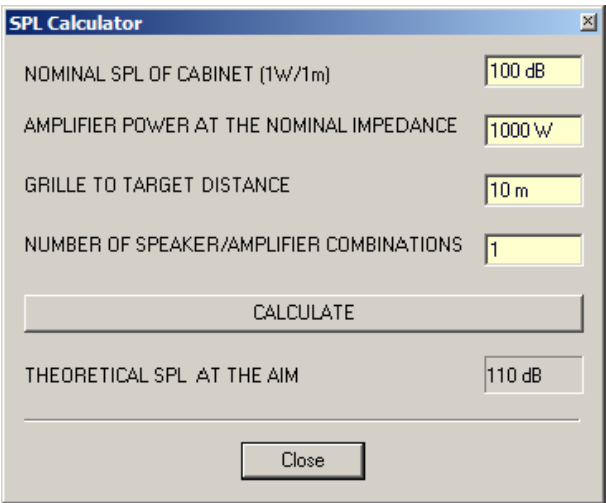 SPL Calculator
NOMINAL SPL OF CABINET (1W/1m) 100 dB
AMPLIFIER POWER AT THE NOMINAL IMPEDANCE 1000 W
GRILLE TO TARGET DISTANCE 10 m
NUMBER OF SPEAKER/AMPLIFIER COMBINATIONS 1
CALCULATE
THEORETICAL SPL AT THE AIM 110 dB
Close